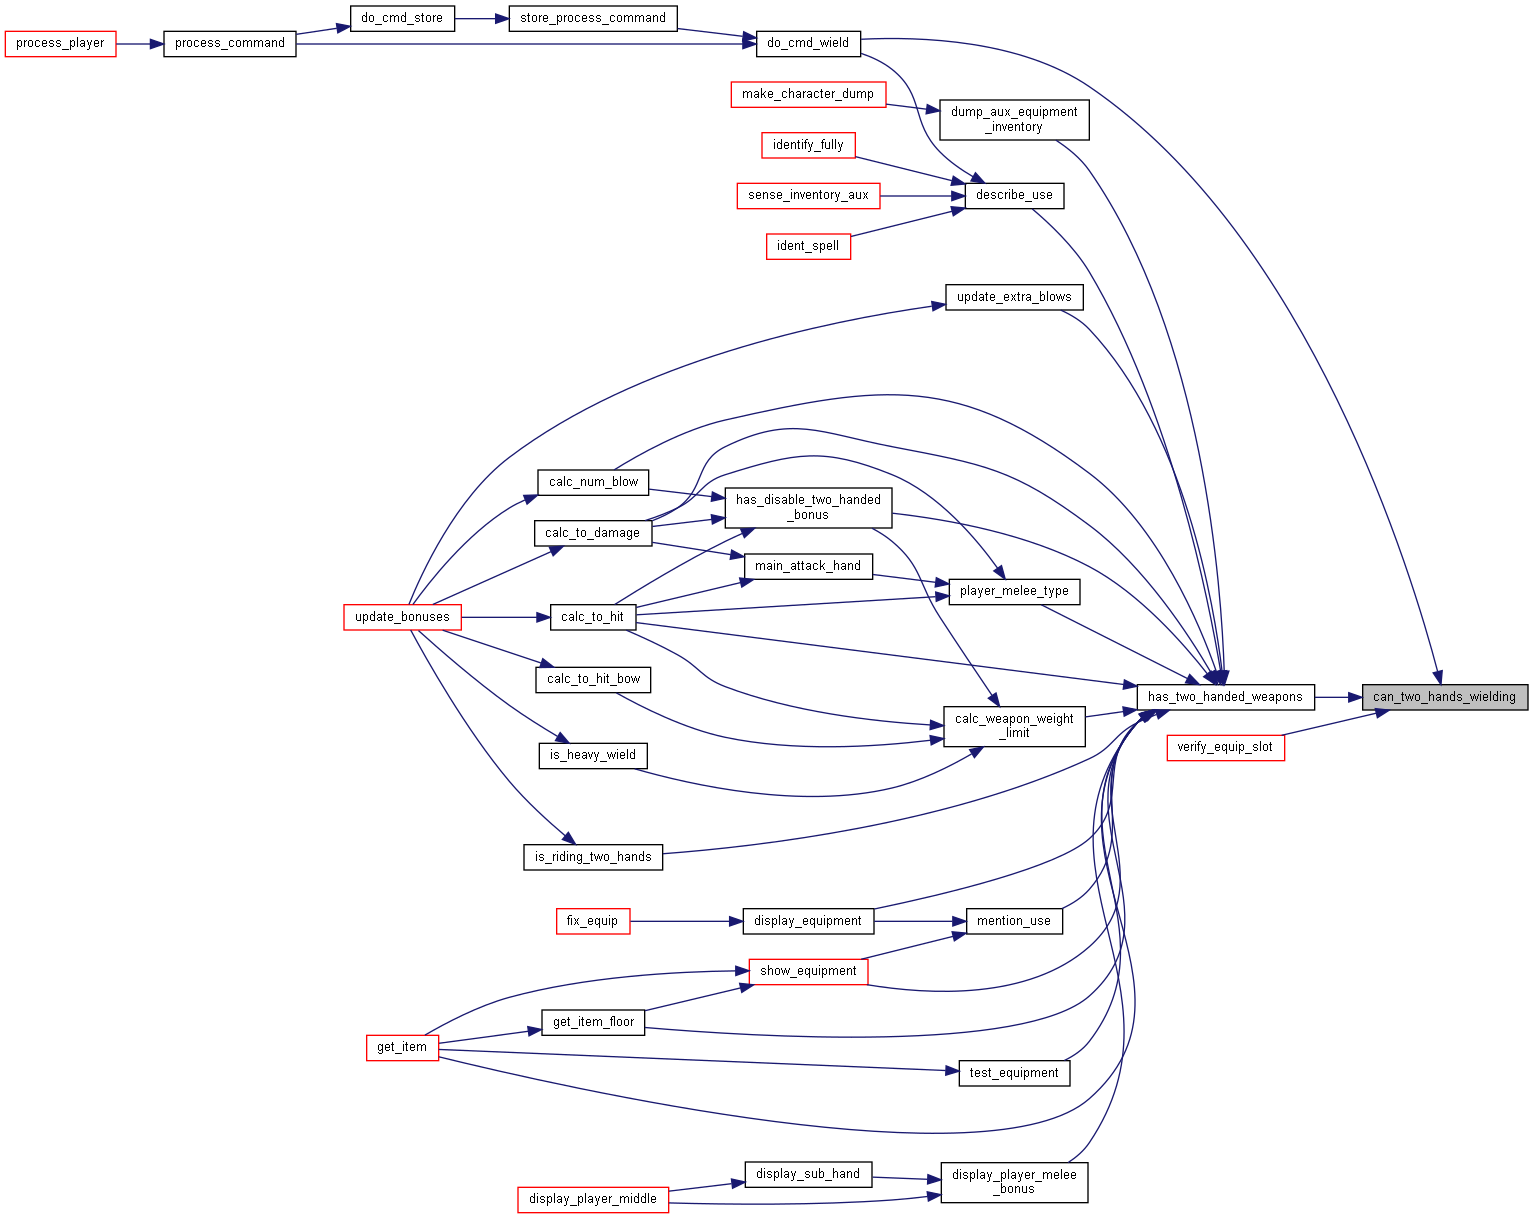 do_cmd_store
store_process_command
process_player
process_command
do_cmd_wield
make_character_dump
dump_aux_equipment
_inventory
identify_fully
sense_inventory_aux
describe_use
ident_spell
update_extra_blows
calc_num_blow
has_disable_two_handed
_bonus
calc_to_damage
main_attack_hand
player_melee_type
update_bonuses
calc_to_hit
calc_to_hit_bow
has_two_handed_weapons
can_two_hands_wielding
calc_weapon_weight
_limit
verify_equip_slot
is_heavy_wield
is_riding_two_hands
fix_equip
display_equipment
mention_use
show_equipment
get_item_floor
get_item
test_equipment
display_sub_hand
display_player_melee
_bonus
display_player_middle